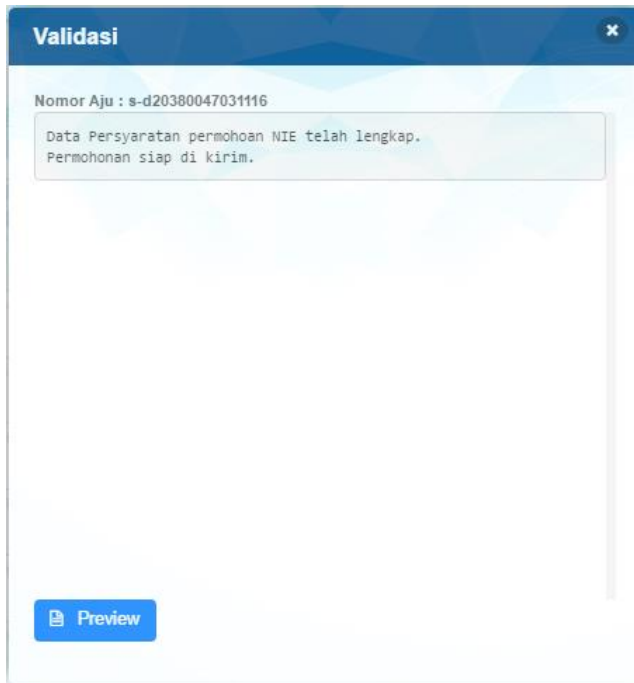 Validasi
Nomor Aju : s-d20380047031116
Data Persyaratan permohoan NIE telah lengkap.
Permohonan siap di kirim.
Preview